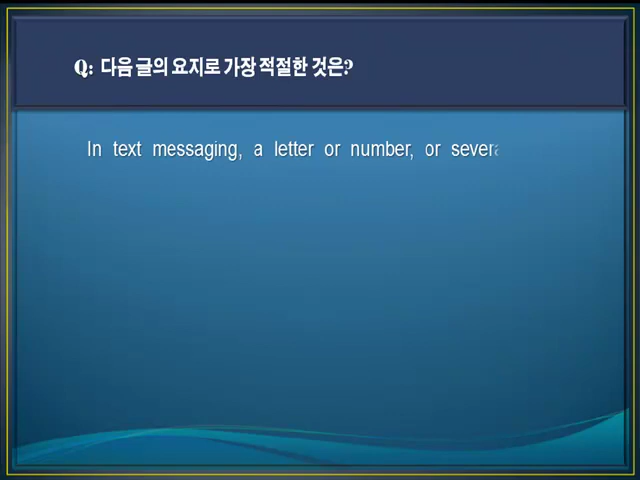 Q: 다음 글의 요지로 가장 적절한 것은?
In text messaging, a letter or number, or